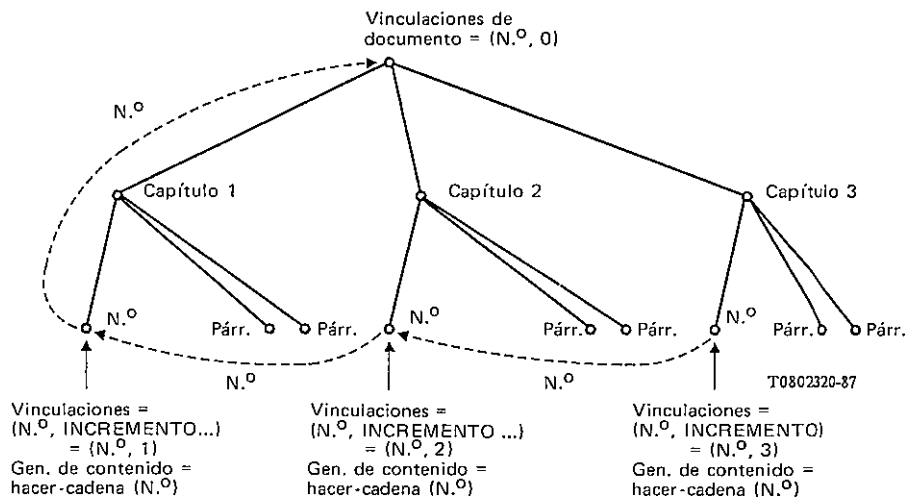 Vinculaciones de
documento = (N.º, 0)
N.º
Capítulo 1
Capítulo 2
Capítulo 3
N.º
Párr.
Párr.
N.º
Párr.
Párr.
N.º
Párr.
Párr.
N.º
N.º
T0802320-87
Vinculaciones =
(N.º, INCREMENTO...)
= (N.º, 1)
Gen. de contenido =
hacer-cadena (N.º)
Vinculaciones =
(N.º, INCREMENTO ...)
= (N.º, 2)
Gen. de contenido =
hacer-cadena (N.º)
Vinculaciones =
(N.º, INCREMENTO)
= (N.º, 3)
Gen. de contenido =
hacer-cadena (N.º)